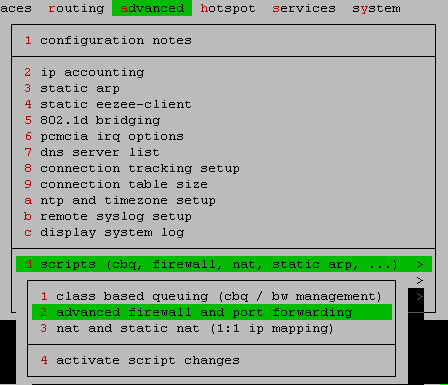 aces routing advanced hotspot services system
1 configuration notes
2 ip accounting
3 static arp
4 static eezee-client
5 802.1d bridging
6 pcmcia irq options
7 dns server list
8 connection tracking setup
9 connection table size
a ntp and timezone setup
b remote syslog setup
c display system log
d scripts (cbq, firewall, nat, static arp, ...) >
>
1 class based queuing (cbq / bw management) >
2 advanced firewall and port forwarding
3 nat and static nat (1:1 ip mapping)
4 activate script changes